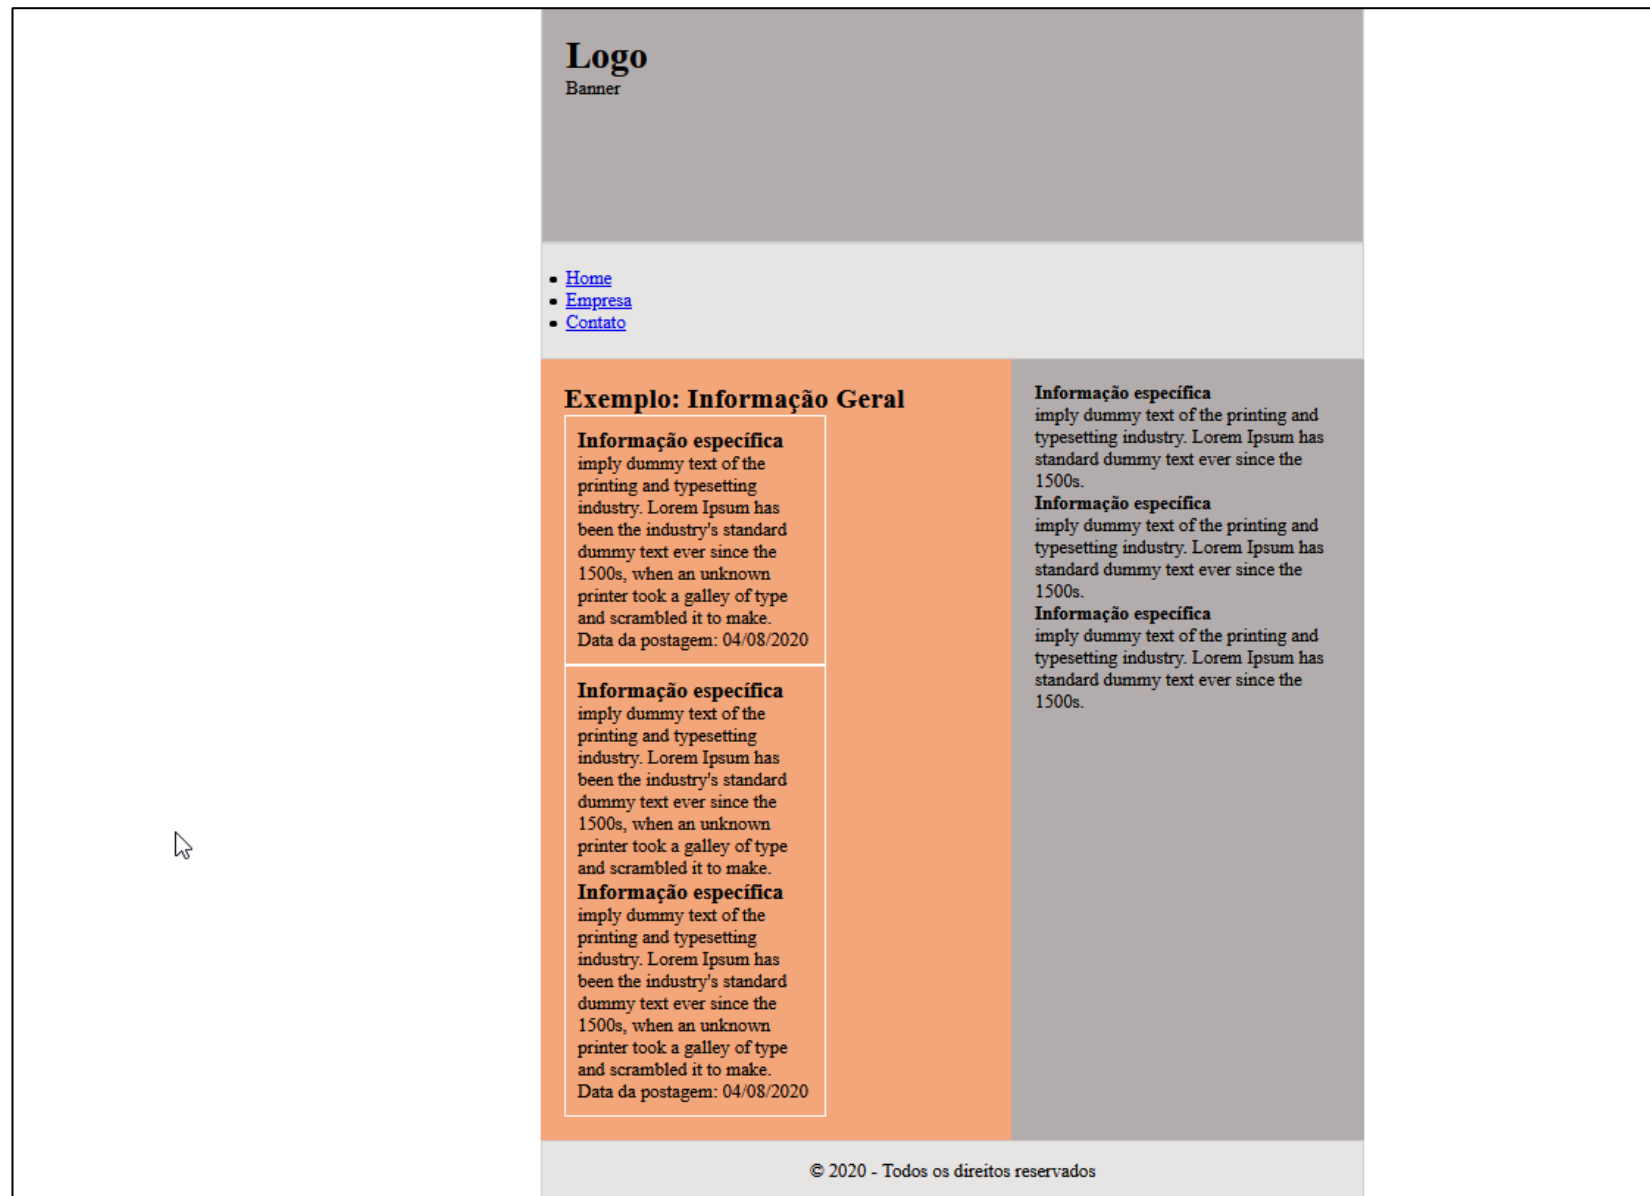 Logo
Banner
Home
Empresa
Contato
Exemplo: Informação Geral
Informação específica
imply dummy text of the
printing and typesetting
industry. Lorem Ipsum has
been the industry's standard
dummy text ever since the
1500s, when an unknown
printer took a galley of type
and scrambled it to make.
Data da postagem: 04/08/2020
Informação específica
imply dummy text of the
printing and typesetting
industry. Lorem Ipsum has
been the industry's standard
dummy text ever since the
1500s, when an unknown
printer took a galley of type
and scrambled it to make.
Informação específica
imply dummy text of the
printing and typesetting
industry. Lorem Ipsum has
been the industry's standard
dummy text ever since the
1500s, when an unknown
printer took a galley of type
and scrambled it to make.
Data da postagem: 04/08/2020
Informação específica
imply dummy text of the printing and
typesetting industry. Lorem Ipsum has
standard dummy text ever since the
1500s.
Informação específica
imply dummy text of the printing and
typesetting industry. Lorem Ipsum has
standard dummy text ever since the
1500s.
Informação específica
imply dummy text of the printing and
typesetting industry. Lorem Ipsum has
standard dummy text ever since the
1500s.
© 2020 - Todos os direitos reservados